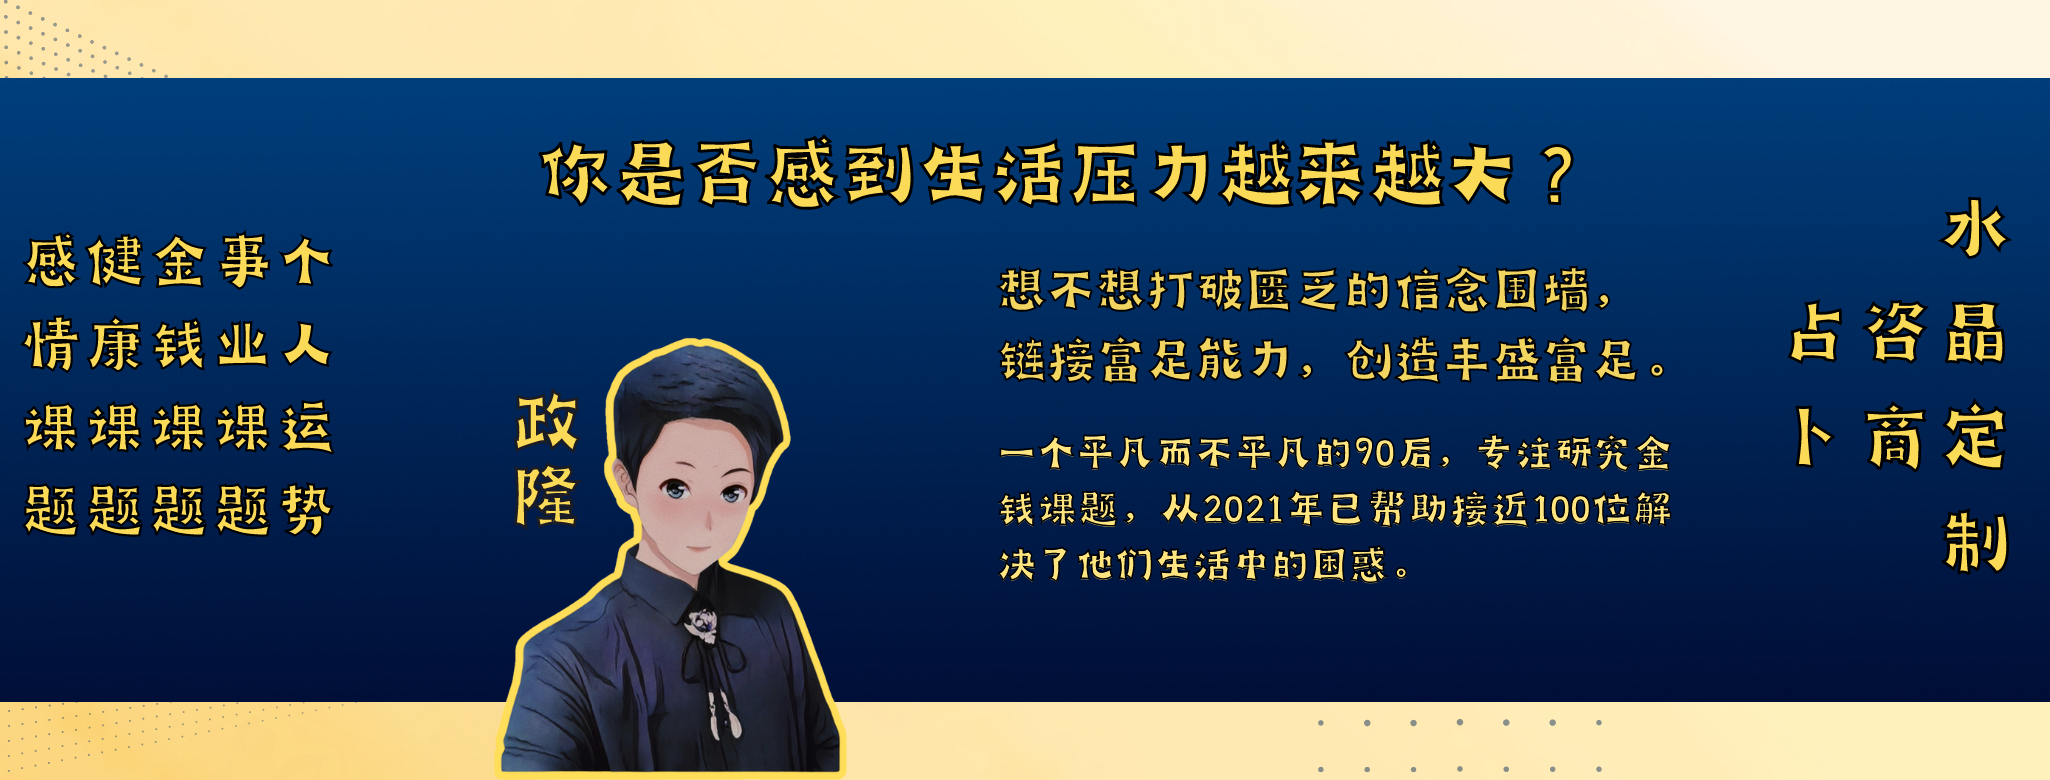 你是否感到生活压力越来越大？
感情课题
健康课题
金钱课题
事业课题
个人运势
政隆
想不想打破匮乏的信念围墙，
链接富足能力，创造丰盛富足。
一个平凡而不平凡的90后，专注研究金
钱课题，从2021年已帮助接近100位解
决了他们生活中的困惑。
占卜
咨商
水晶定制